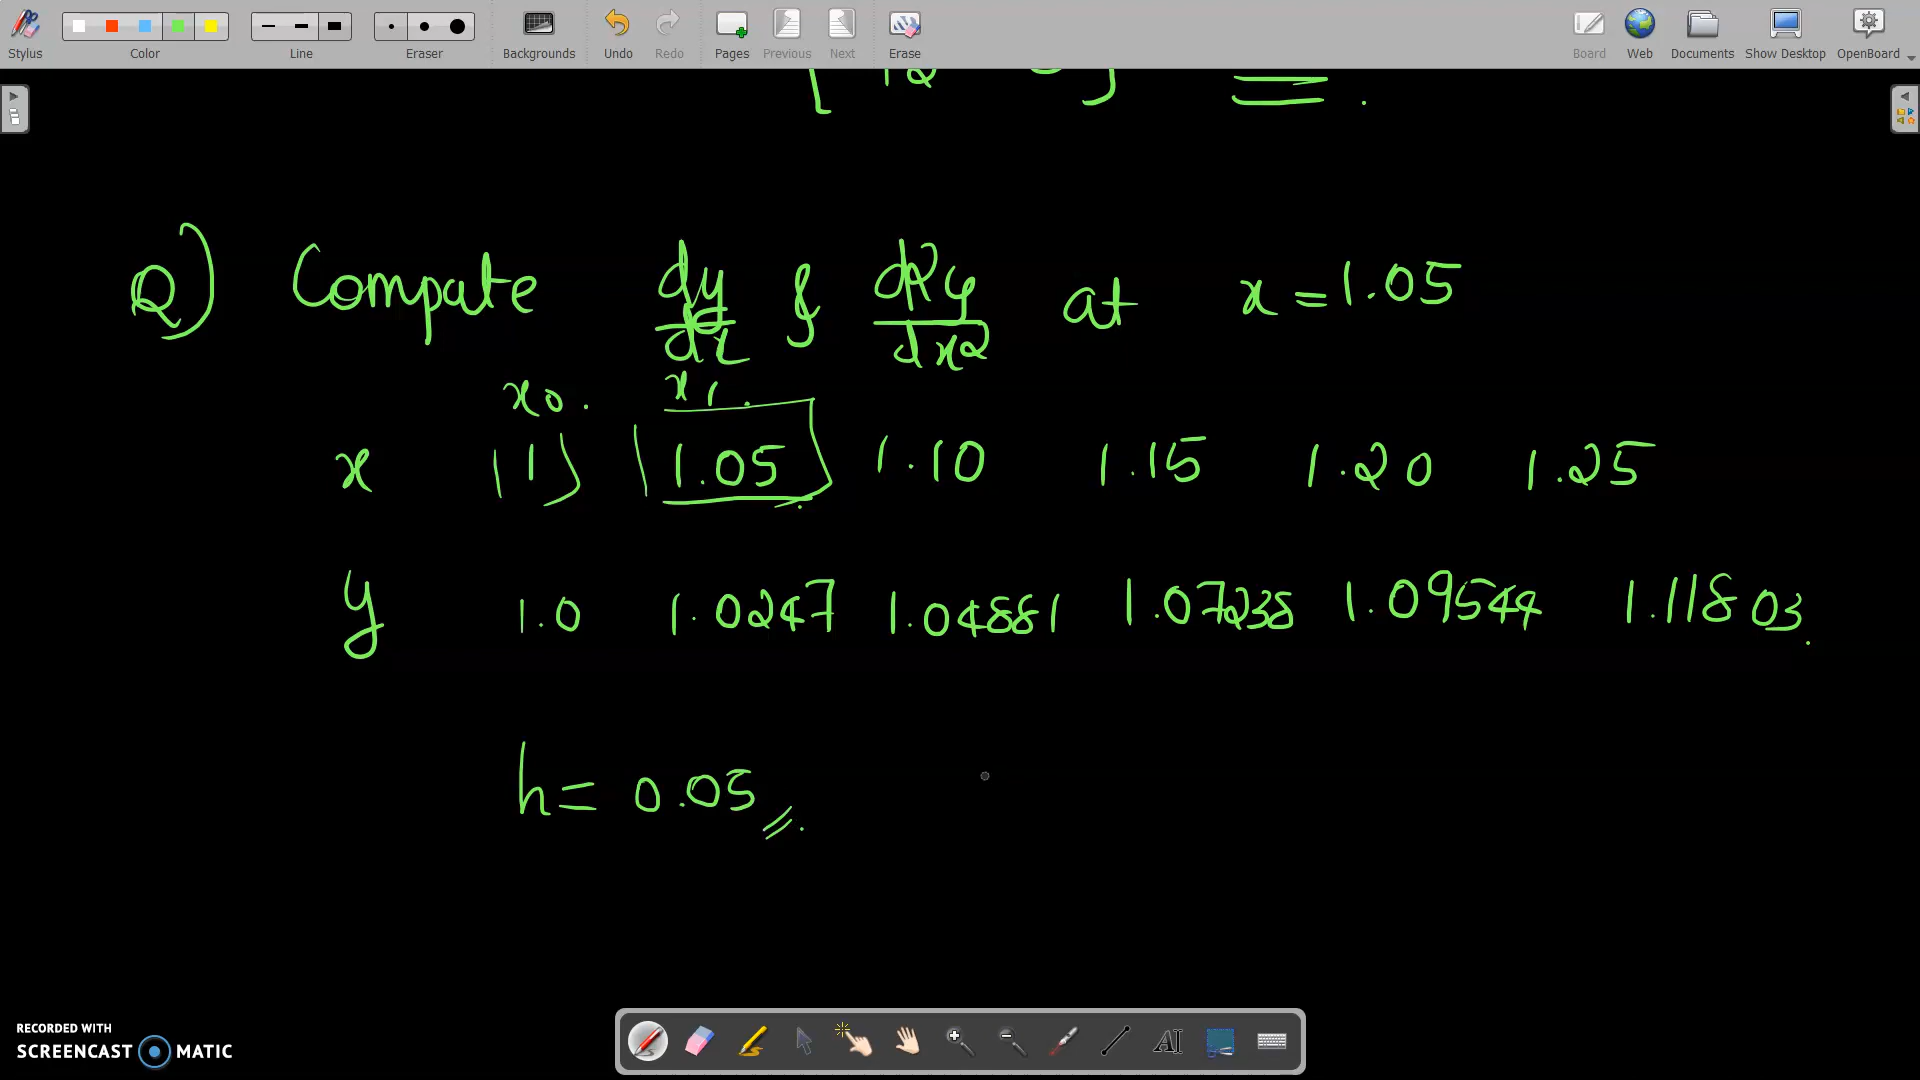 Stylus Color Line Eraser Backgrounds Undo Redo Pages Previous Next Erase Board Web Documents Show Desktop OpenBoard
12
Q) Compute dy/dx & d2y/dx2 at x = 1.05
x0. x1.
x 1 1.05 1.10 1.15 1.20 1.25
y 1.0 1.0247 1.04881 1.07238 1.09544 1.11803.
h = 0.05
RECORDED WITH
SCREENCAST MATIC